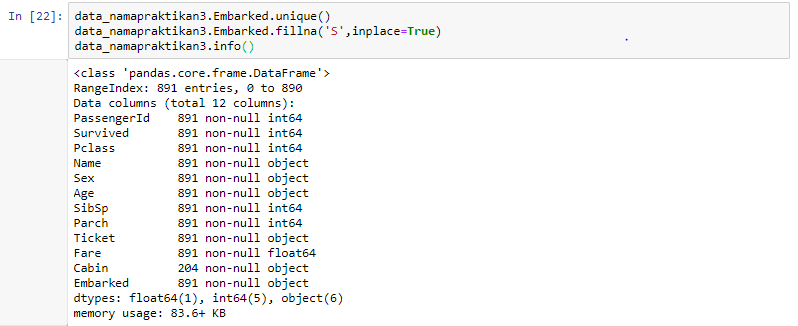 In [22]: data_namapraktikan3.Embarked.unique()
data_namapraktikan3.Embarked.fillna('S',inplace=True)
data_namapraktikan3.info()
<class 'pandas.core.frame.DataFrame'>
RangeIndex: 891 entries, 0 to 890
Data columns (total 12 columns):
PassengerId    891 non-null int64
Survived       891 non-null int64
Pclass         891 non-null int64
Name           891 non-null object
Sex            891 non-null object
Age            891 non-null object
SibSp          891 non-null int64
Parch          891 non-null int64
Ticket         891 non-null object
Fare           891 non-null float64
Cabin          204 non-null object
Embarked       891 non-null object
dtypes: float64(1), int64(5), object(6)
memory usage: 83.6+ KB